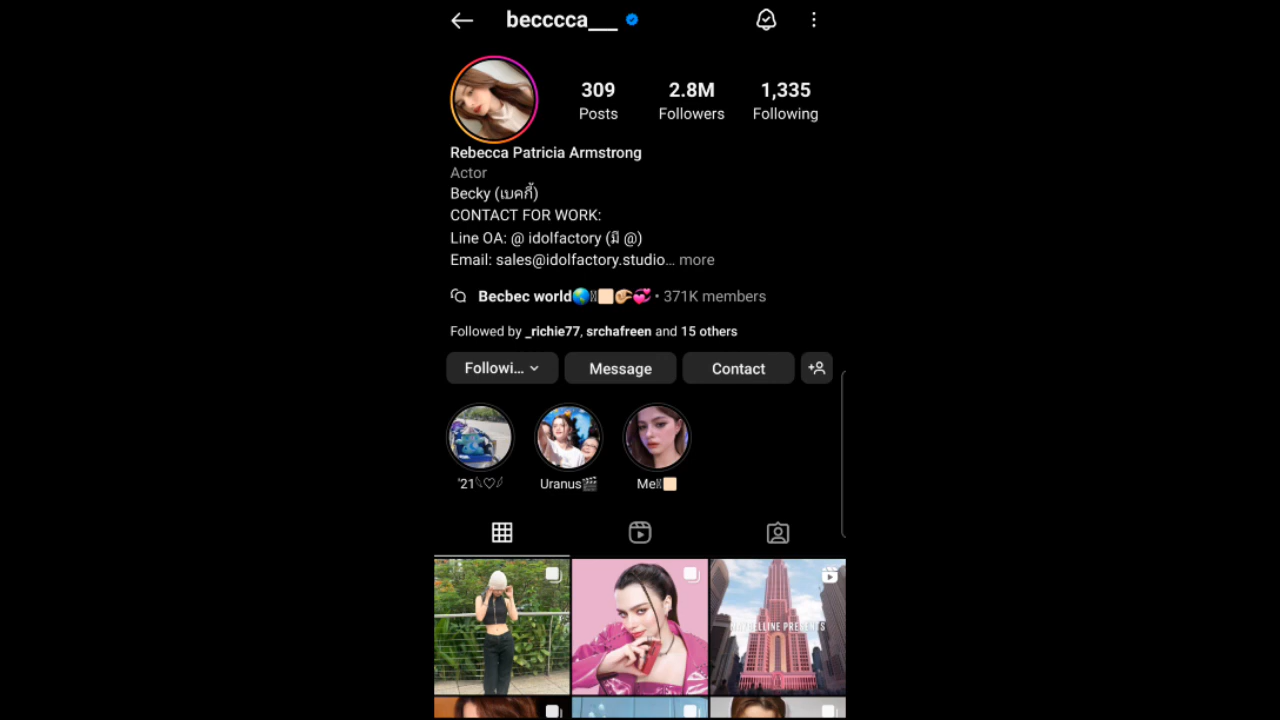 becccca___
309 2.8M 1,335
Posts Followers Following
Rebecca Patricia Armstrong
Actor
Becky (เบคกี้)
CONTACT FOR WORK:
Line OA: @ idolfactory (มี @)
Email: sales@idolfactory.studio... more
Becbec world🌏🏻🤏🏼💞 • 371K members
Followed by _richie77, srchafreen and 15 others
Followi... Message Contact
'21 ♡ Uranus🎬 Me🏻
MAYBELLINE PRESENTS